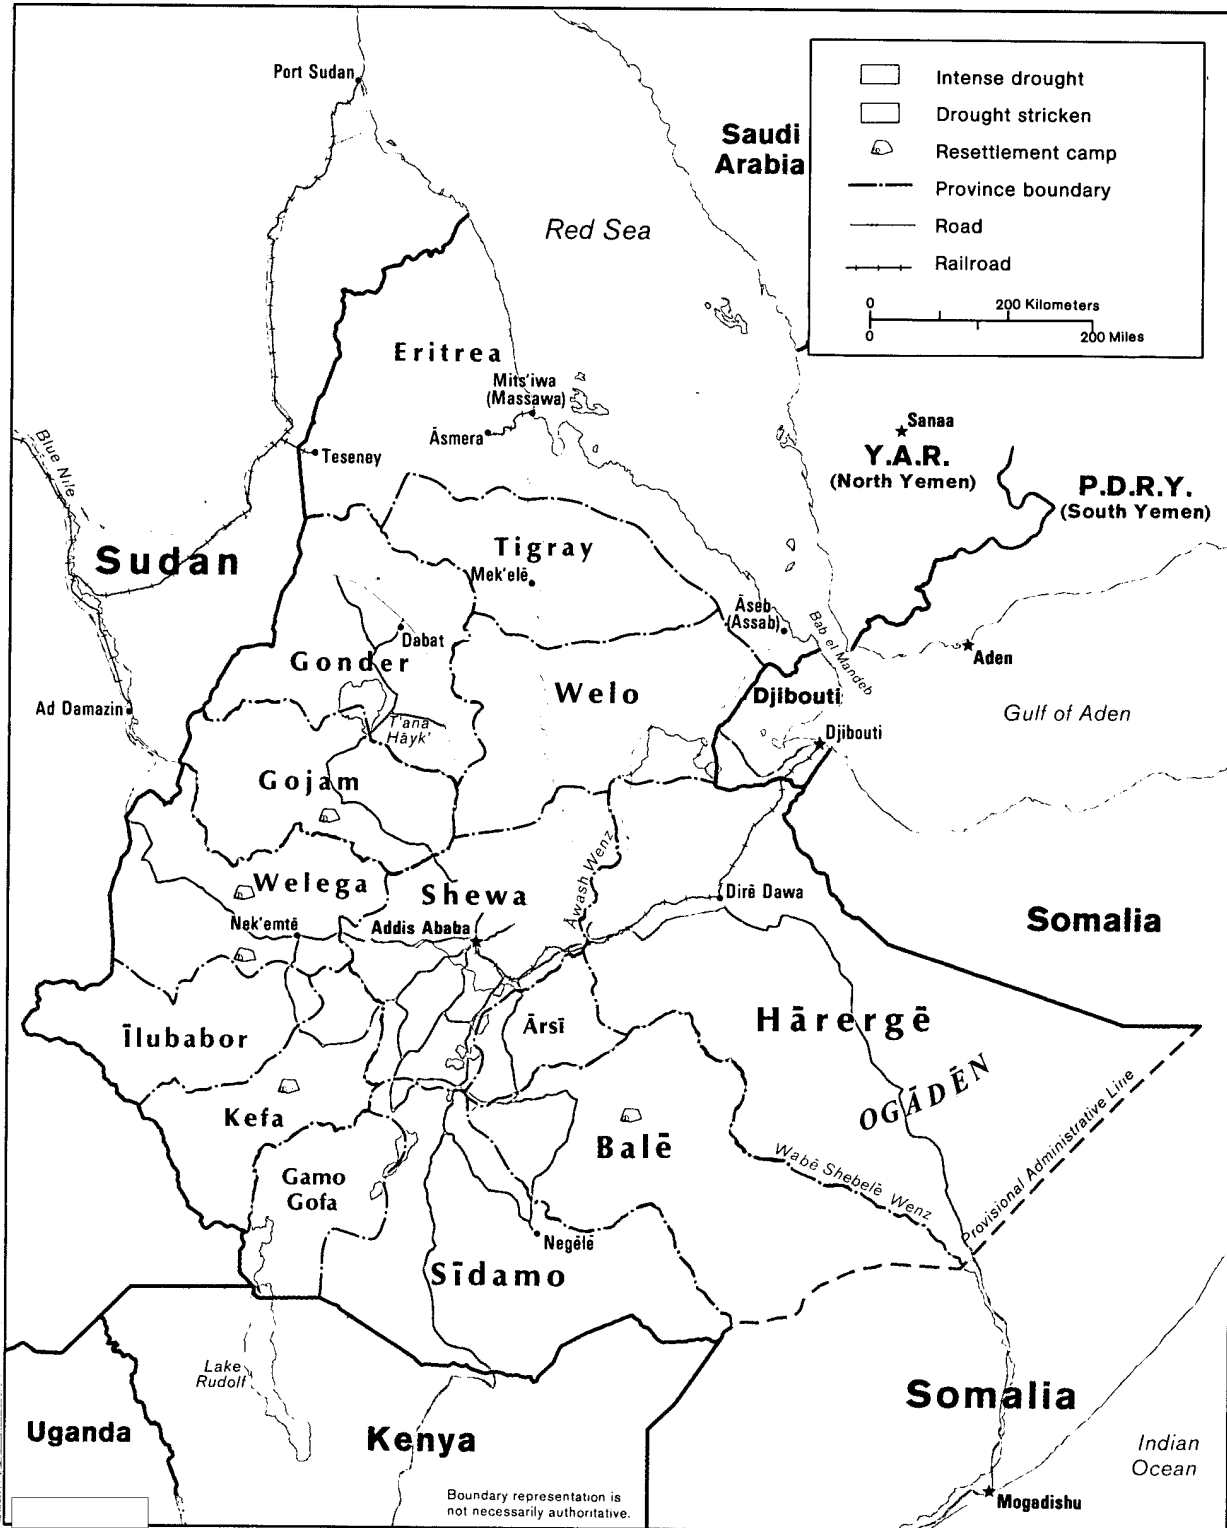 Port Sudan
Saudi
Arabia
Intense drought
Drought stricken
Resettlement camp
Province boundary
Road
Railroad
0 200 Kilometers
0 200 Miles
Red Sea
Eritrea
Mits'iwa
(Massawa)
Āsmera
Teseney
Sanaa
Y.A.R.
(North Yemen)
P.D.R.Y.
(South Yemen)
Blue Nile
Sudan
Tigray
Mek'elē
Āseb
(Assab)
Bab el Mandeb
Aden
Dabat
Gonder
Welo
Djibouti
Djibouti
Gulf of Aden
Ad Damazin
T'ana
Hāyk'
Gojam
Welega
Shewa
Āwash Wenz
Dirē Dawa
Somalia
Nek'emtē
Addis Ababa
Īlubabor
Ārsī
Hārergē
OGĀDĒN
Kefa
Balē
Gamo
Gofa
Wabē Shebelē Wenz
Provisional Administrative Line
Negēlē
Sīdamo
Lake
Rudolf
Uganda
Kenya
Somalia
Indian
Ocean
Mogadishu
Boundary representation is
not necessarily authoritative.